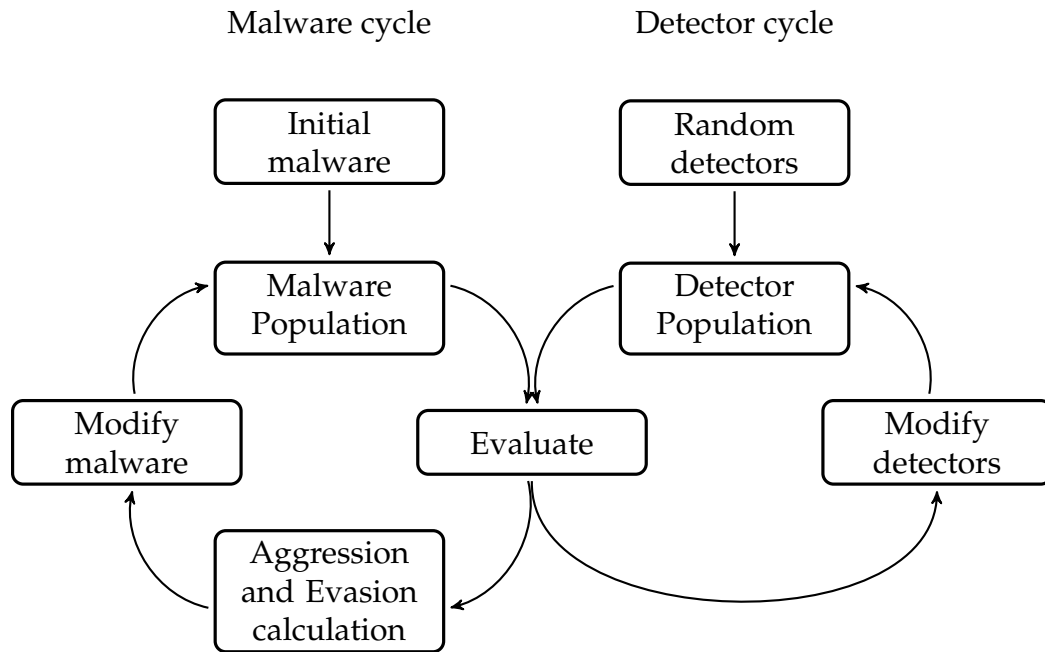 Malware cycle
Detector cycle
Initial
malware
Random
detectors
Malware
Population
Detector
Population
Modify
malware
Evaluate
Modify
detectors
Aggression
and Evasion
calculation